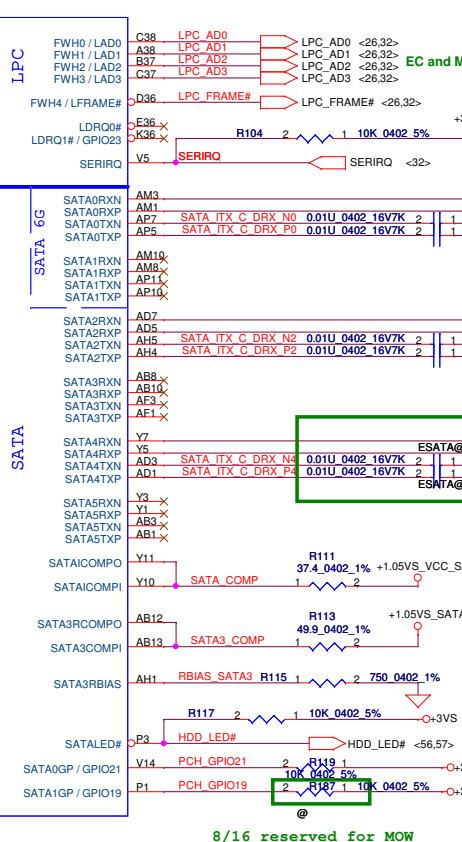 LPC
FWH0 / LAD0 C38 LPC_AD0 LPC_AD0 <26,32>
FWH1 / LAD1 A38 LPC_AD1 LPC_AD1 <26,32>
FWH2 / LAD2 B37 LPC_AD2 LPC_AD2 <26,32>
FWH3 / LAD3 C37 LPC_AD3 LPC_AD3 <26,32>
EC and M
FWH4 / LFRAME# D36 LPC_FRAME# LPC_FRAME# <26,32>
LDRQ0# E36
LDRQ1# / GPIO23 K36 R104 2 1 10K_0402_5%
SERIRQ V5 SERIRQ SERIRQ <32>
SATA 6G
SATA0RXN AM3
SATA0RXP AM1
SATA0TXN AP7 SATA_ITX_C_DRX_N0 0.01U_0402_16V7K 2 1
SATA0TXP AP5 SATA_ITX_C_DRX_P0 0.01U_0402_16V7K 2 1
SATA1RXN AM10
SATA1RXP AM8
SATA1TXN AP11
SATA1TXP AP10
SATA
SATA2RXN AD7
SATA2RXP AD5
SATA2TXN AH5 SATA_ITX_C_DRX_N2 0.01U_0402_16V7K 2 1
SATA2TXP AH4 SATA_ITX_C_DRX_P2 0.01U_0402_16V7K 2 1
SATA3RXN AB8
SATA3RXP AB10
SATA3TXN AF3
SATA3TXP AF1
SATA4RXN Y7
SATA4RXP Y5 ESATA@
SATA4TXN AD3 SATA_ITX_C_DRX_N4 0.01U_0402_16V7K 2 1
SATA4TXP AD1 SATA_ITX_C_DRX_P4 0.01U_0402_16V7K 2 1
ESATA@
SATA5RXN Y3
SATA5RXP Y1
SATA5TXN AB3
SATA5TXP AB1
SATAICOMPO Y11 R111
37.4_0402_1% +1.05VS_VCC_S
SATAICOMPI Y10 SATA_COMP 1 2
SATA3RCOMPO AB12 R113 +1.05VS_SATA
49.9_0402_1%
SATA3COMPI AB13 SATA3_COMP 1 2
SATA3RBIAS AH1 RBIAS_SATA3 R115 1 2 750_0402_1%
R117 2 1 10K_0402_5% +3VS
SATALED# P3 HDD_LED# HDD_LED# <56,57>
SATA0GP / GPIO21 V14 PCH_GPIO21 2 R119 1
10K_0402_5%
SATA1GP / GPIO19 P1 PCH_GPIO19 2 R187 1 10K_0402_5%
@
8/16 reserved for MOW